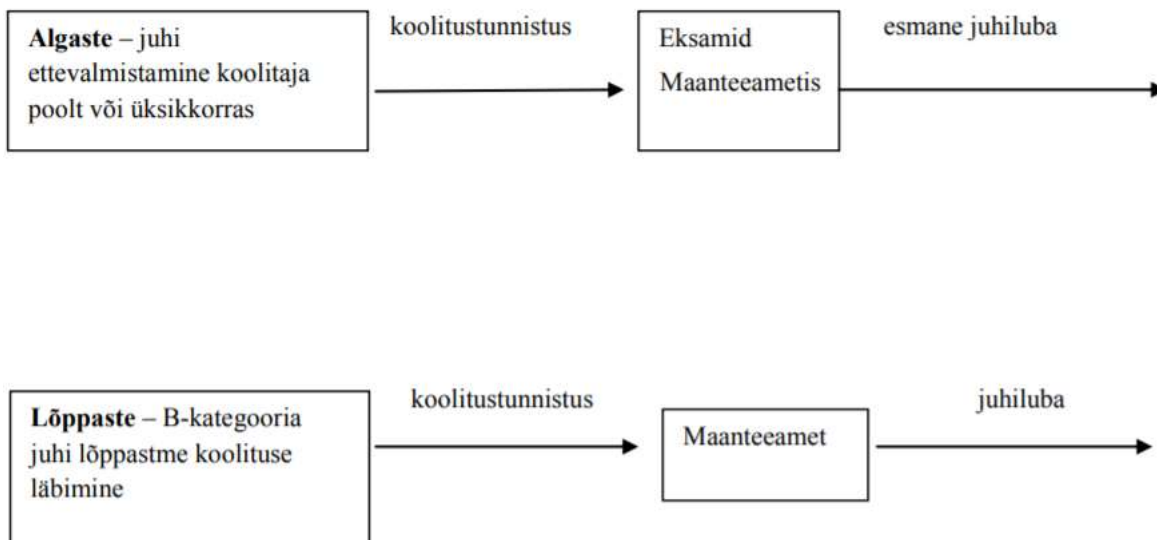 koolitustunnistus
esmane juhiluba
Algaste – juhi
ettevalmistamine koolitaja
poolt või üksikkorras
Eksamid
Maanteeametis
koolitustunnistus
juhiluba
Lõppaste – B-kategooria
juhi lõppastme koolituse
läbimine
Maanteeamet